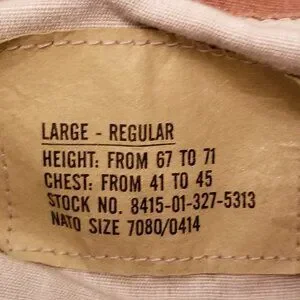 LARGE - REGULAR
HEIGHT: FROM 67 TO 71
CHEST: FROM 41 TO 45
STOCK NO. 8415-01-327-5313
NATO SIZE 7080/0414